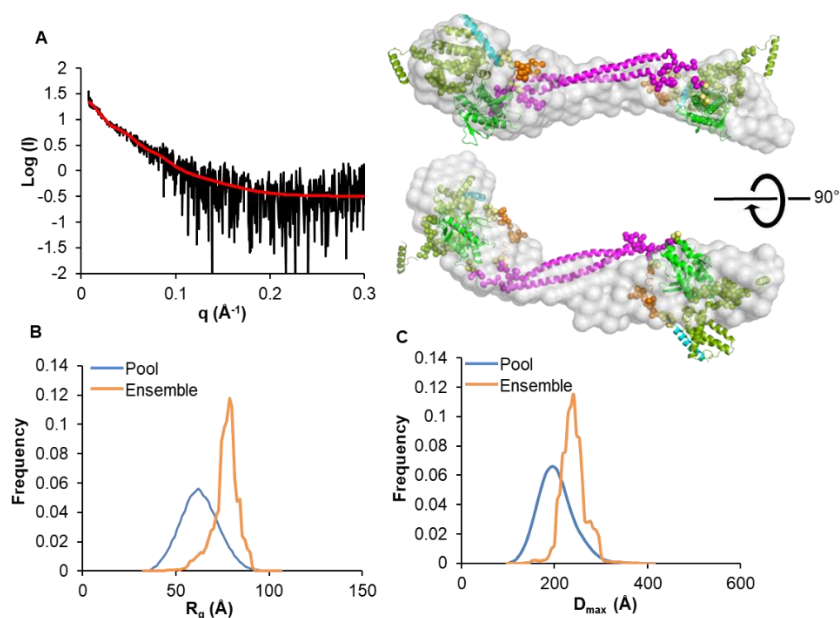 A
2
1.5
1
0.5
0
-0.5
-1
-1.5
-2
Log (I)
0 0.1 0.2 0.3
q (Å-1)
90°
B
0.14
0.12
0.1
0.08
0.06
0.04
0.02
0
Frequency
Pool
Ensemble
0 50 100 150
Rg (Å)
C
0.14
0.12
0.1
0.08
0.06
0.04
0.02
0
Frequency
Pool
Ensemble
0 200 400 600
Dmax (Å)